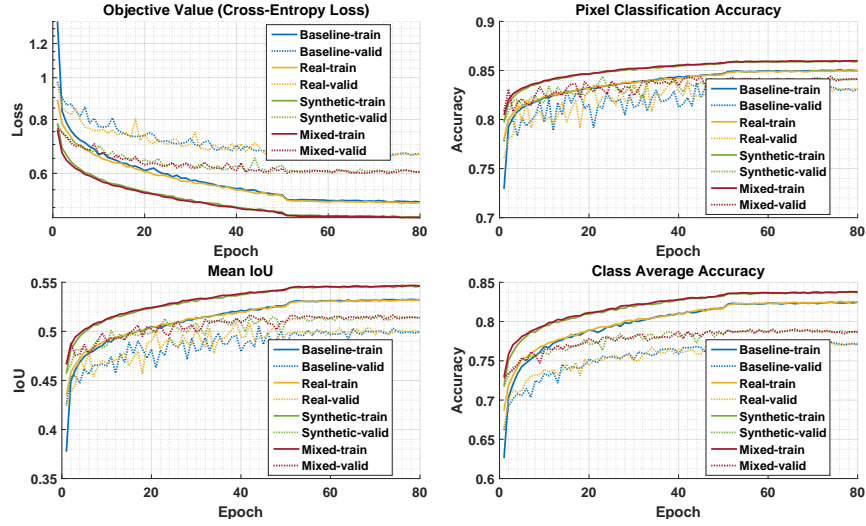 Objective Value (Cross-Entropy Loss)
1.2
1
0.8
0.6
Loss
0
20
40
60
80
Epoch
Baseline-train
Baseline-valid
Real-train
Real-valid
Synthetic-train
Synthetic-valid
Mixed-train
Mixed-valid
Pixel Classification Accuracy
0.9
0.85
0.8
0.75
0.7
Accuracy
0
20
40
60
80
Epoch
Baseline-train
Baseline-valid
Real-train
Real-valid
Synthetic-train
Synthetic-valid
Mixed-train
Mixed-valid
Mean IoU
0.55
0.5
0.45
0.4
0.35
IoU
0
20
40
60
80
Epoch
Baseline-train
Baseline-valid
Real-train
Real-valid
Synthetic-train
Synthetic-valid
Mixed-train
Mixed-valid
Class Average Accuracy
0.85
0.8
0.75
0.7
0.65
0.6
Accuracy
0
20
40
60
80
Epoch
Baseline-train
Baseline-valid
Real-train
Real-valid
Synthetic-train
Synthetic-valid
Mixed-train
Mixed-valid